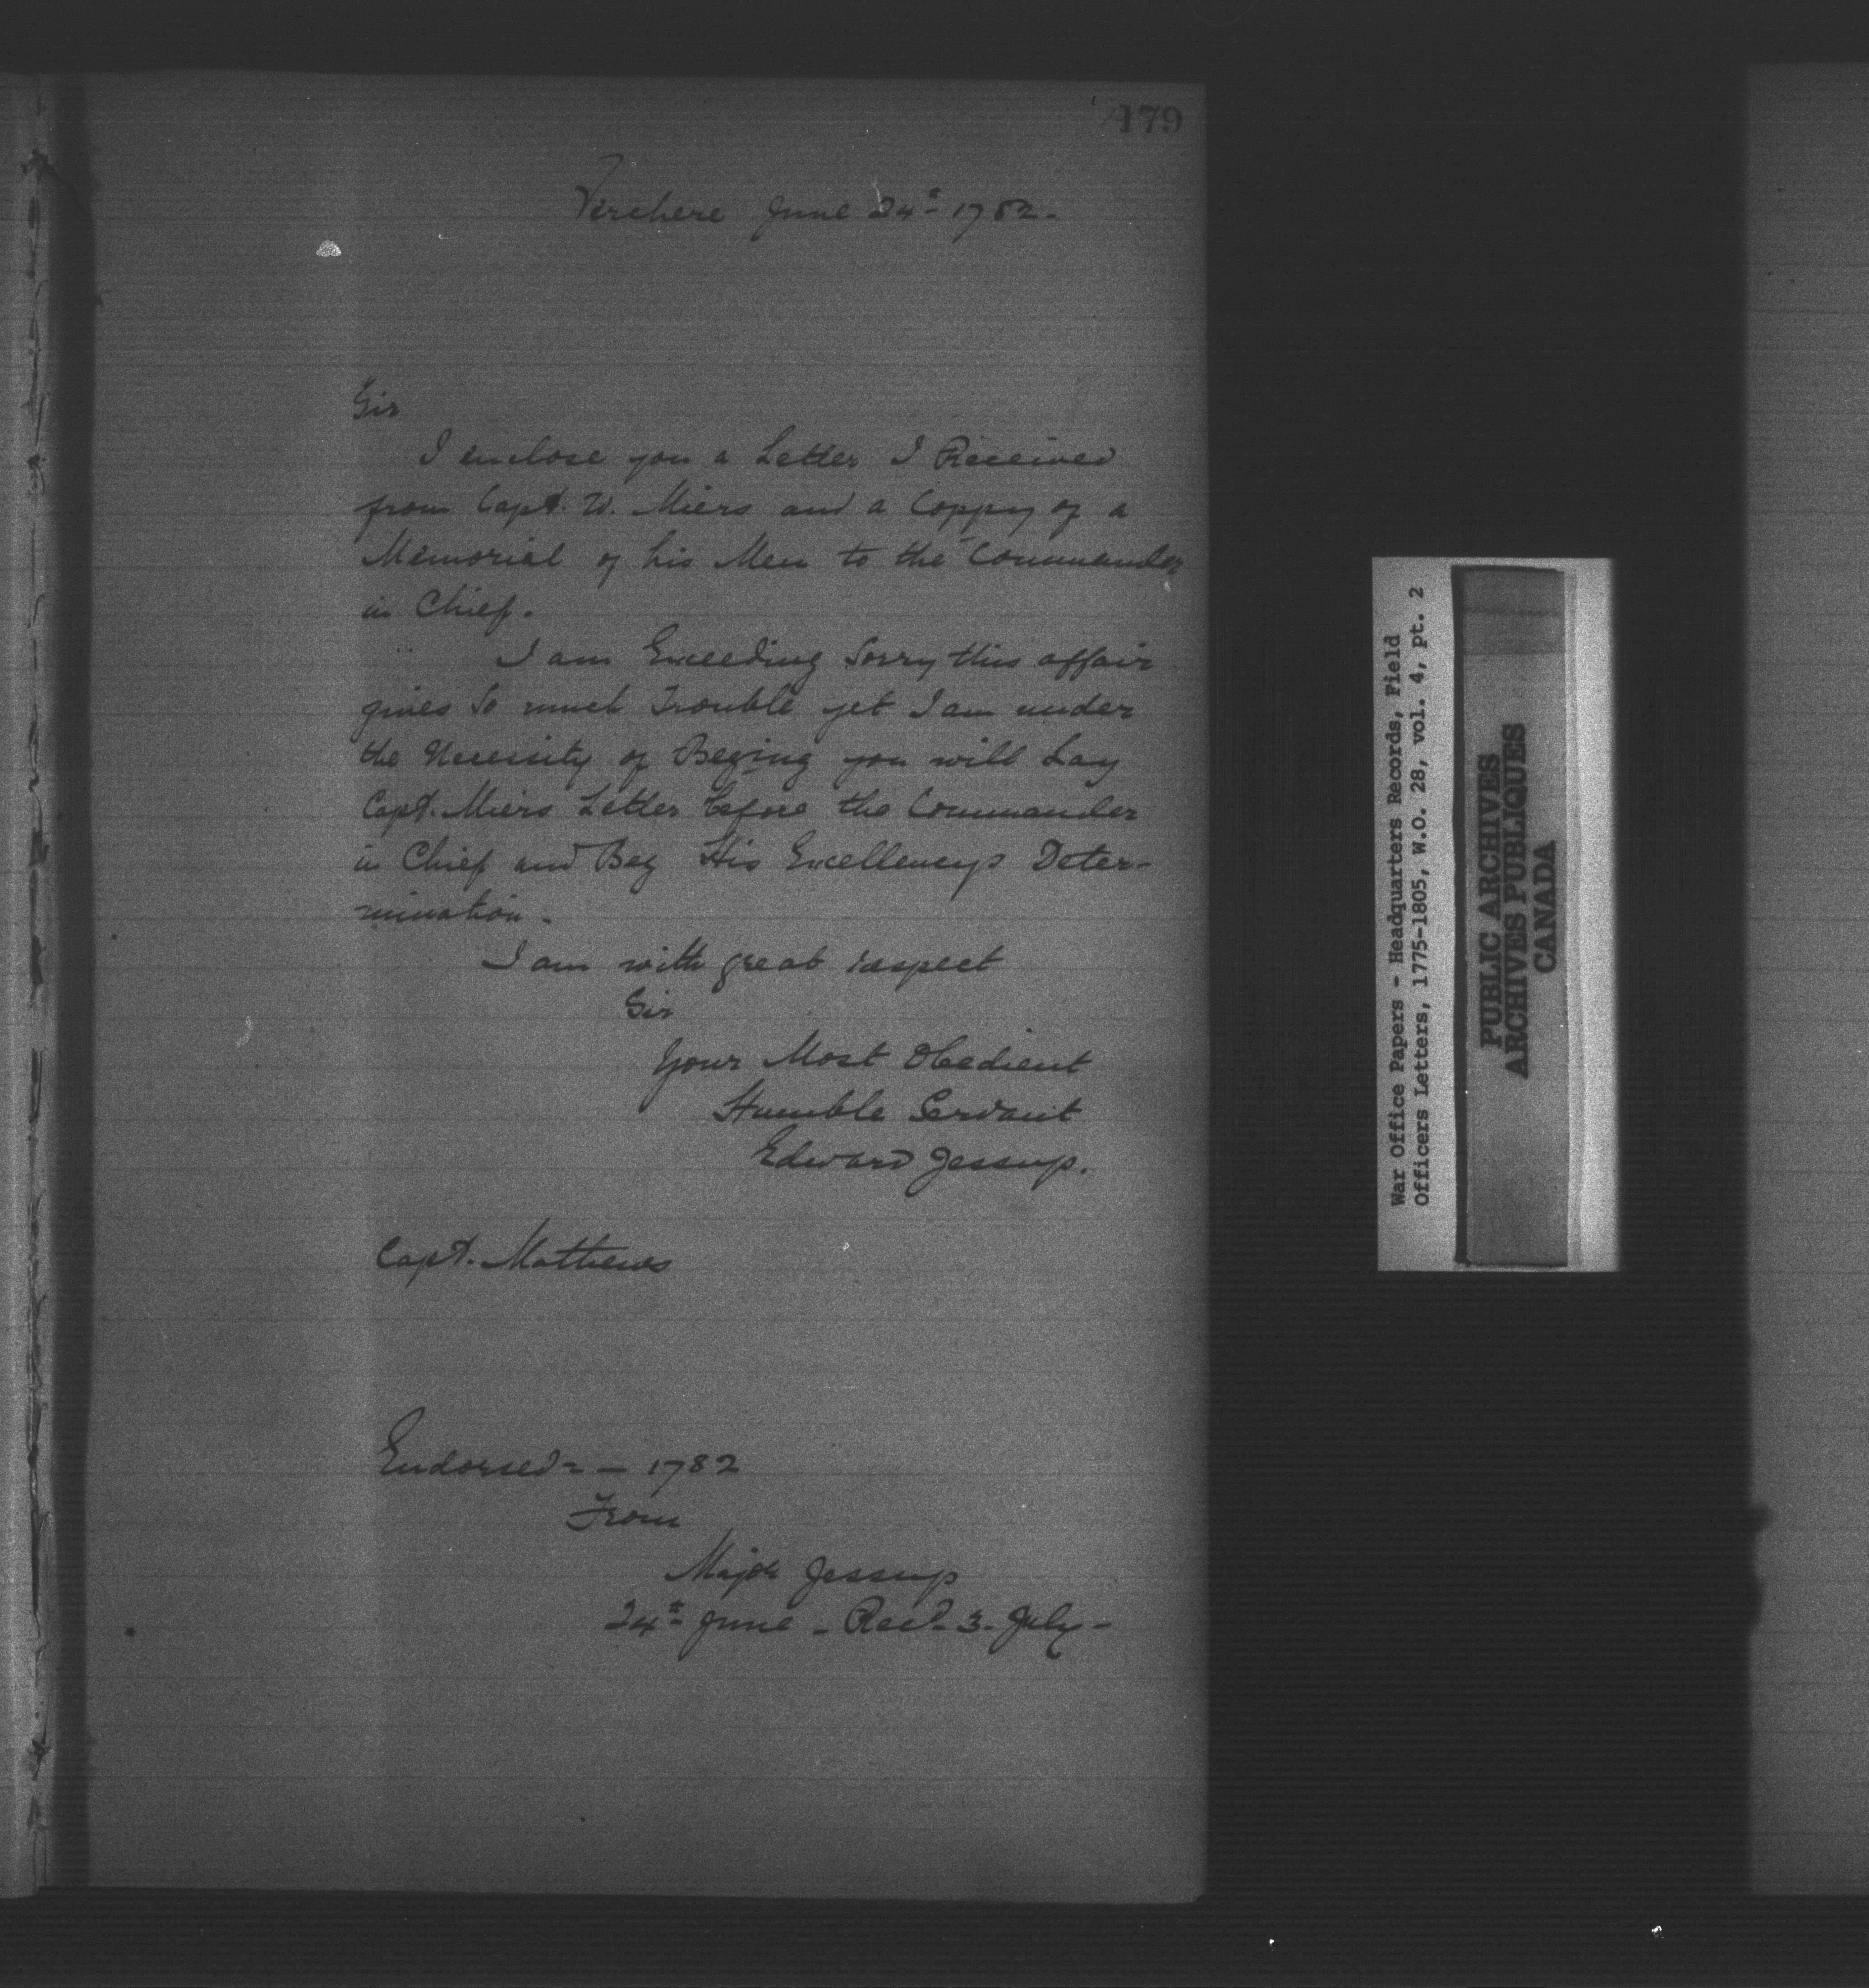 179
Verchere June 24th 1782.
Sir
I enclose you a Letter I Received
from Capt. W. Miers and a Coppy of a
Memorial of his Men to the Commander
in Chief.
I am Exceeding Sorry this affair
gives So much Trouble yet I am under
the Necessity of Beging you will Lay
Capt. Miers Letter before the Commander
in Chief and Beg His Excellencys Deter-
mination.
I am with great respect
Sir
Your Most Obedient
Humble Servant
Edward Jessup.
Capt. Mathews
Endorsed = - 1782
From
Major Jessup
24th June - Recd 3. July -
War Office Papers - Headquarters Records, Field
Officers Letters, 1775-1805, W.O. 28, vol. 4, pt. 2
PUBLIC ARCHIVES
ARCHIVES PUBLIQUES
CANADA